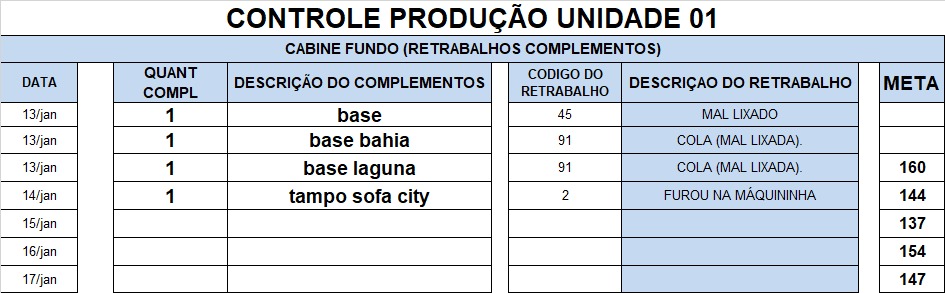 CONTROLE PRODUÇÃO UNIDADE 01
CABINE FUNDO (RETRABALHOS COMPLEMENTOS)
DATA QUANT COMPL DESCRIÇÃO DO COMPLEMENTOS CODIGO DO RETRABALHO DESCRIÇAO DO RETRABALHO META
13/jan 1 base 45 MAL LIXADO
13/jan 1 base bahia 91 COLA (MAL LIXADA).
13/jan 1 base laguna 91 COLA (MAL LIXADA). 160
14/jan 1 tampo sofa city 2 FUROU NA MÁQUININHA 144
15/jan 137
16/jan 154
17/jan 147